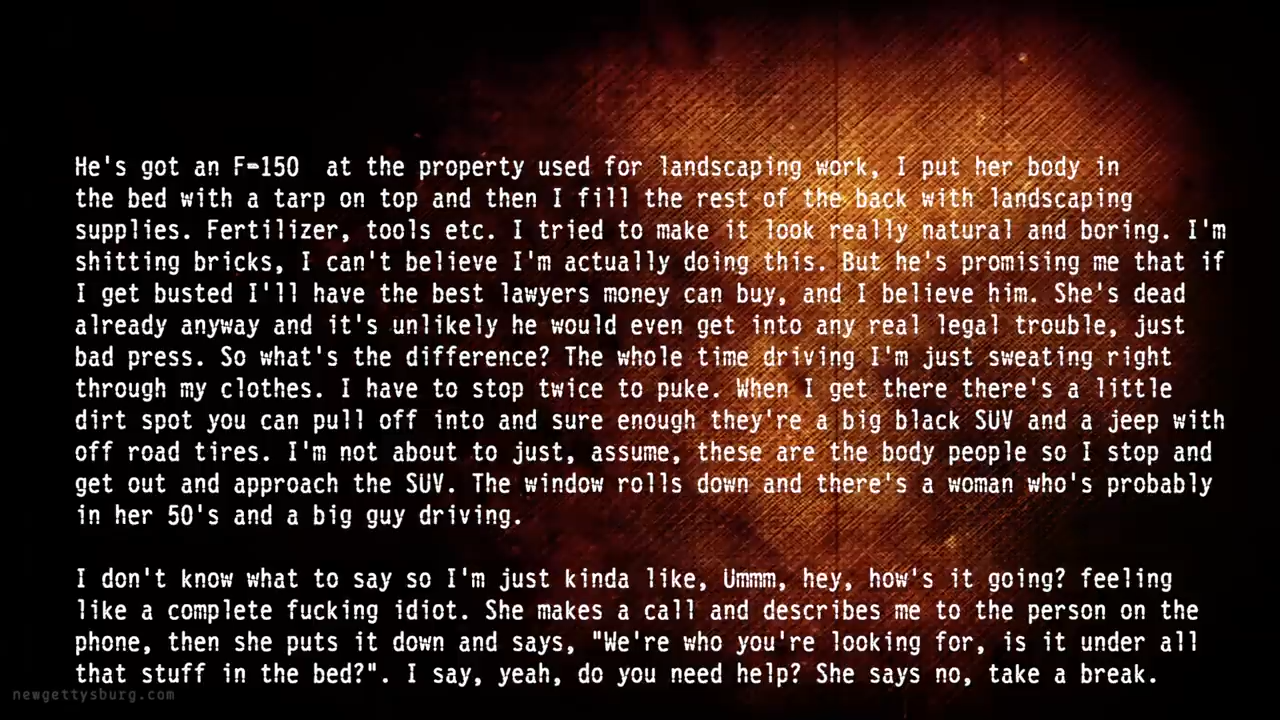 He's got an F-150 at the property used for landscaping work, I put her body in
the bed with a tarp on top and then I fill the rest of the back with landscaping
supplies. Fertilizer, tools etc. I tried to make it look really natural and boring. I'm
shitting bricks, I can't believe I'm actually doing this. But he's promising me that if
I get busted I'll have the best lawyers money can buy, and I believe him. She's dead
already anyway and it's unlikely he would even get into any real legal trouble, just
bad press. So what's the difference? The whole time driving I'm just sweating right
through my clothes. I have to stop twice to puke. When I get there there's a little
dirt spot you can pull off into and sure enough they're a big black SUV and a jeep with
off road tires. I'm not about to just, assume, these are the body people so I stop and
get out and approach the SUV. The window rolls down and there's a woman who's probably
in her 50's and a big guy driving.
I don't know what to say so I'm just kinda like, Ummm, hey, how's it going? feeling
like a complete fucking idiot. She makes a call and describes me to the person on the
phone, then she puts it down and says, "We're who you're looking for, is it under all
that stuff in the bed?". I say, yeah, do you need help? She says no, take a break.
newgettysburg.com